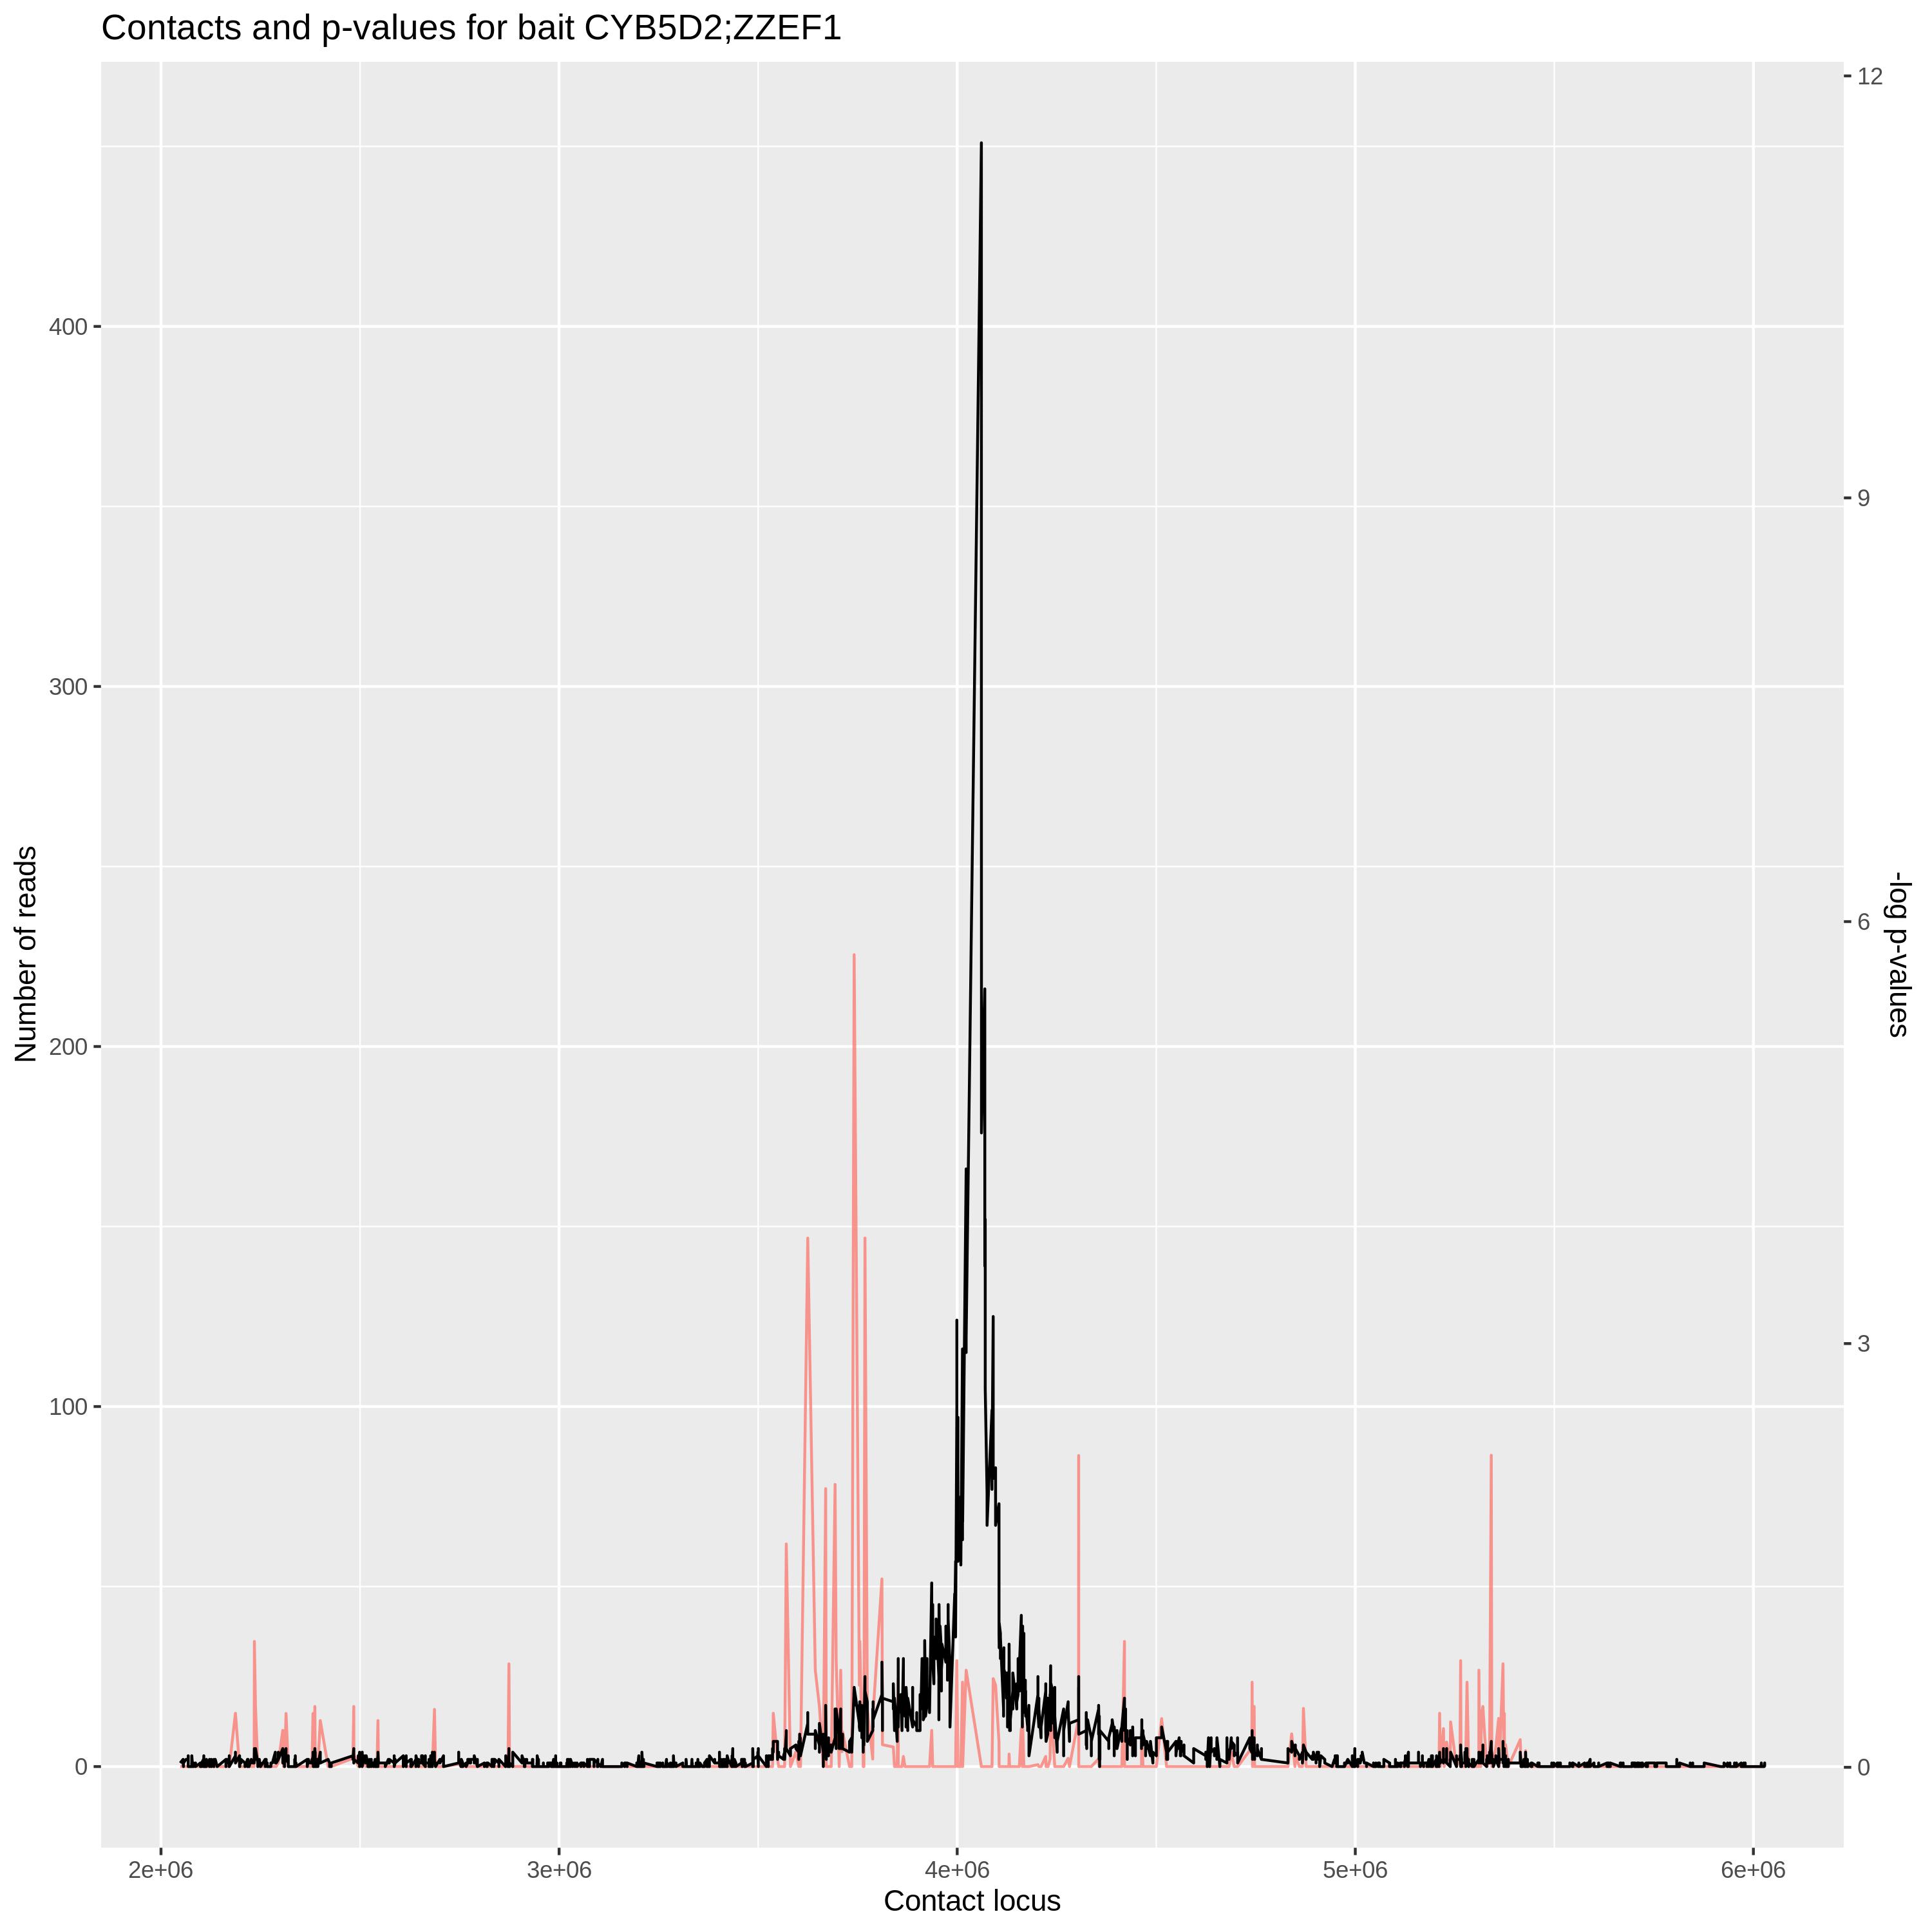 Contacts and p-values for bait CYB5D2;ZZEF1
12
400
9
300
Number of reads
6
-log p-values
200
3
100
0
0
2e+06
3e+06
4e+06
5e+06
6e+06
Contact locus